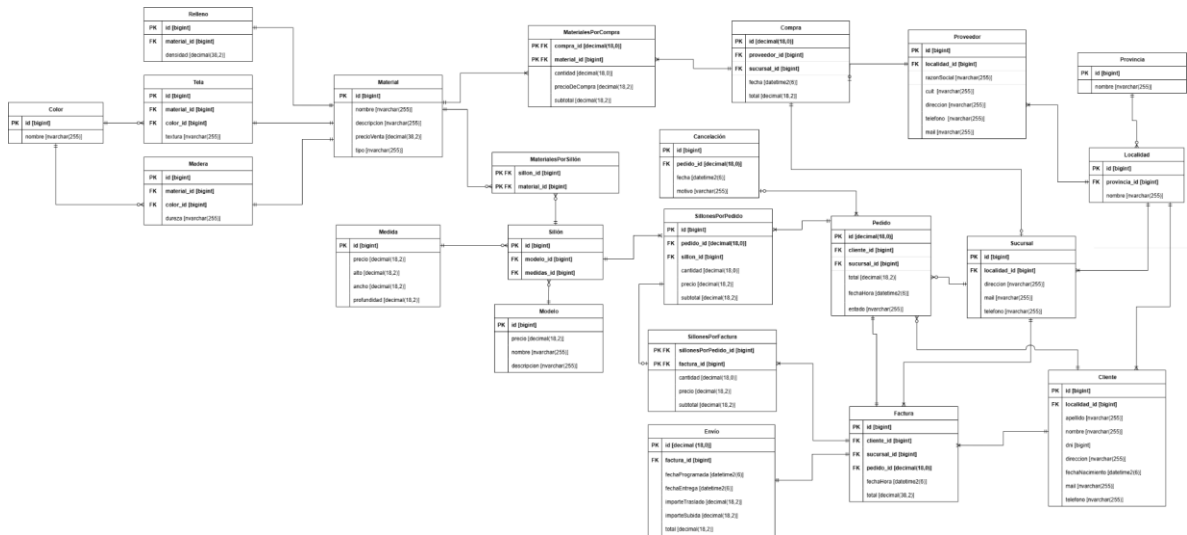 Relleno
PK id [bigint]
FK material_id [bigint]
densidad [decimal(38,2)]
Tela
PK id [bigint]
FK material_id [bigint]
FK color_id [bigint]
textura [nvarchar(255)]
Color
PK id [bigint]
nombre [nvarchar(255)]
Madera
PK id [bigint]
FK material_id [bigint]
FK color_id [bigint]
dureza [nvarchar(255)]
Material
PK id [bigint]
nombre [nvarchar(255)]
descripcion [nvarchar(255)]
precioVenta [decimal(38,2)]
tipo [nvarchar(255)]
MaterialesPorCompra
PK FK compra_id [decimal(18,0)]
PK FK material_id [bigint]
cantidad [decimal(18,0)]
precioDeCompra [decimal(18,2)]
subtotal [decimal(18,2)]
Compra
PK id [decimal(18,0)]
FK proveedor_id [bigint]
FK sucursal_id [bigint]
fecha [datetime2(6)]
total [decimal(18,2)]
Proveedor
PK id [bigint]
FK localidad_id [bigint]
razonSocial [nvarchar(255)]
cuit [nvarchar(255)]
direccion [nvarchar(255)]
telefono [nvarchar(255)]
mail [nvarchar(255)]
Provincia
PK id [bigint]
nombre [nvarchar(255)]
Localidad
PK id [bigint]
FK provincia_id [bigint]
nombre [nvarchar(255)]
Cancelación
PK id [bigint]
FK pedido_id [decimal(18,0)]
fecha [datetime2(6)]
motivo [varchar(255)]
MaterialesPorSillón
PK FK sillon_id [bigint]
PK FK material_id [bigint]
Medida
PK id [bigint]
precio [decimal(18,2)]
alto [decimal(18,2)]
ancho [decimal(18,2)]
profundidad [decimal(18,2)]
Sillón
PK id [bigint]
FK modelo_id [bigint]
FK medidas_id [bigint]
Modelo
PK id [bigint]
precio [decimal(18,2)]
nombre [nvarchar(255)]
descripcion [nvarchar(255)]
SillonesPorPedido
PK id [bigint]
FK pedido_id [decimal(18,0)]
FK sillon_id [bigint]
cantidad [decimal(18,0)]
precio [decimal(18,2)]
subtotal [decimal(18,2)]
Pedido
PK id [decimal(18,0)]
FK cliente_id [bigint]
FK sucursal_id [bigint]
total [decimal(18,2)]
fechaHora [datetime2(6)]
estado [nvarchar(255)]
Sucursal
PK id [bigint]
FK localidad_id [bigint]
direccion [nvarchar(255)]
mail [nvarchar(255)]
telefono [nvarchar(255)]
SillonesPorFactura
PK FK sillonesPorPedido_id [bigint]
PK FK factura_id [bigint]
cantidad [decimal(18,0)]
precio [decimal(18,2)]
subtotal [decimal(18,2)]
Envío
PK id [decimal (18,0)]
FK factura_id [bigint]
fechaProgramada [datetime2(6)]
fechaEntrega [datetime2(6)]
importeTraslado [decimal(18,2)]
importeSubida [decimal(18,2)]
total [decimal(18,2)]
Factura
PK id [bigint]
FK cliente_id [bigint]
FK sucursal_id [bigint]
FK pedido_id [decimal(18,0)]
fechaHora [datetime2(6)]
total [decimal(38,2)]
Cliente
PK id [bigint]
FK localidad_id [bigint]
apellido [nvarchar(255)]
nombre [nvarchar(255)]
dni [bigint]
direccion [nvarchar(255)]
fechaNacimiento [datetime2(6)]
mail [nvarchar(255)]
telefono [nvarchar(255)]